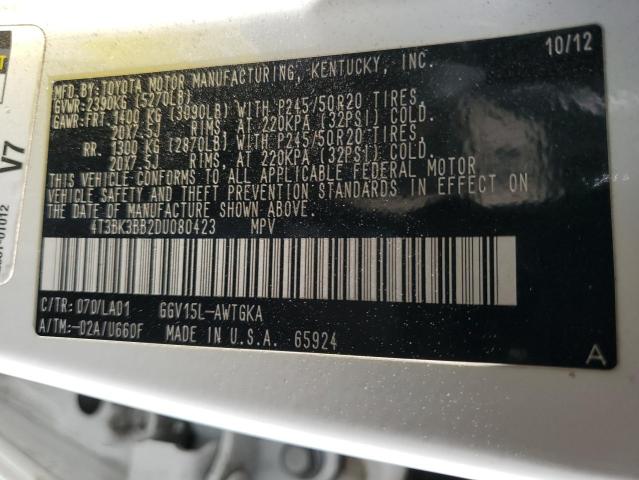 10/12
MFD.BY:TOYOTA MOTOR MANUFACTURING, KENTUCKY, INC.
GVWR:2390KG (5270LB)
GAWR:FRT. 1400 KG (3090LB) WITH P245/50R20 TIRES,
20X7.5J RIMS, AT 220KPA (32PSI) COLD.
RR. 1300 KG (2870LB) WITH P245/50R20 TIRES,
20X7.5J RIMS, AT 220KPA (32PSI) COLD.
THIS VEHICLE CONFORMS TO ALL APPLICABLE FEDERAL MOTOR
VEHICLE SAFETY AND THEFT PREVENTION STANDARDS IN EFFECT ON
THE DATE OF MANUFACTURE SHOWN ABOVE.
4T3BK3BB2DU080423 MPV
C/TR: 070/LA01 GGV15L-AWTGKA
A/TM:-02A/U660F MADE IN U.S.A. 65924
A
V7